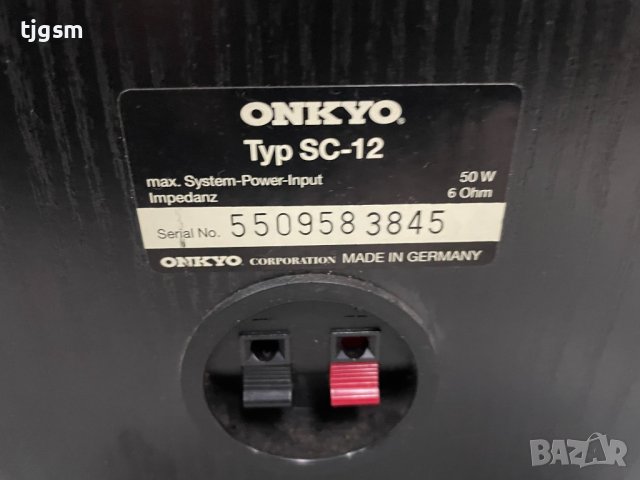 tjgsm
ONKYO®
Typ SC-12
max. System-Power-Input 50 W
Impedanz 6 Ohm
Serial No. 5509583845
ONKYO CORPORATION MADE IN GERMANY
BAZAR